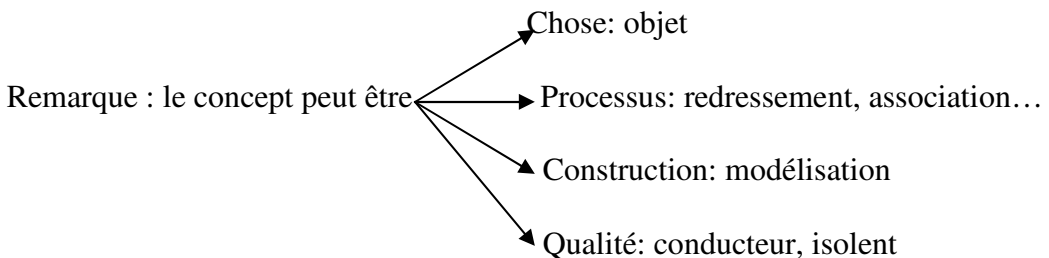 Chose: objet
Remarque : le concept peut être
Processus: redressement, association…
Construction: modélisation
Qualité: conducteur, isolent